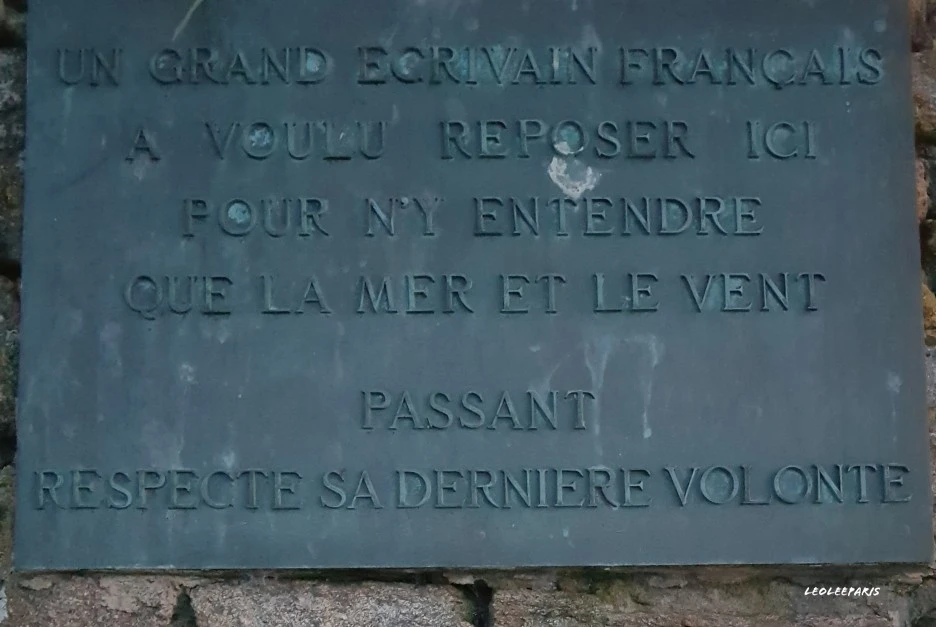 UN GRAND ECRIVAIN FRANÇAIS
A VOULU REPOSER ICI
POUR N'Y ENTENDRE
QUE LA MER ET LE VENT
PASSANT
RESPECTE SA DERNIERE VOLONTE
LEOLEEPARIS